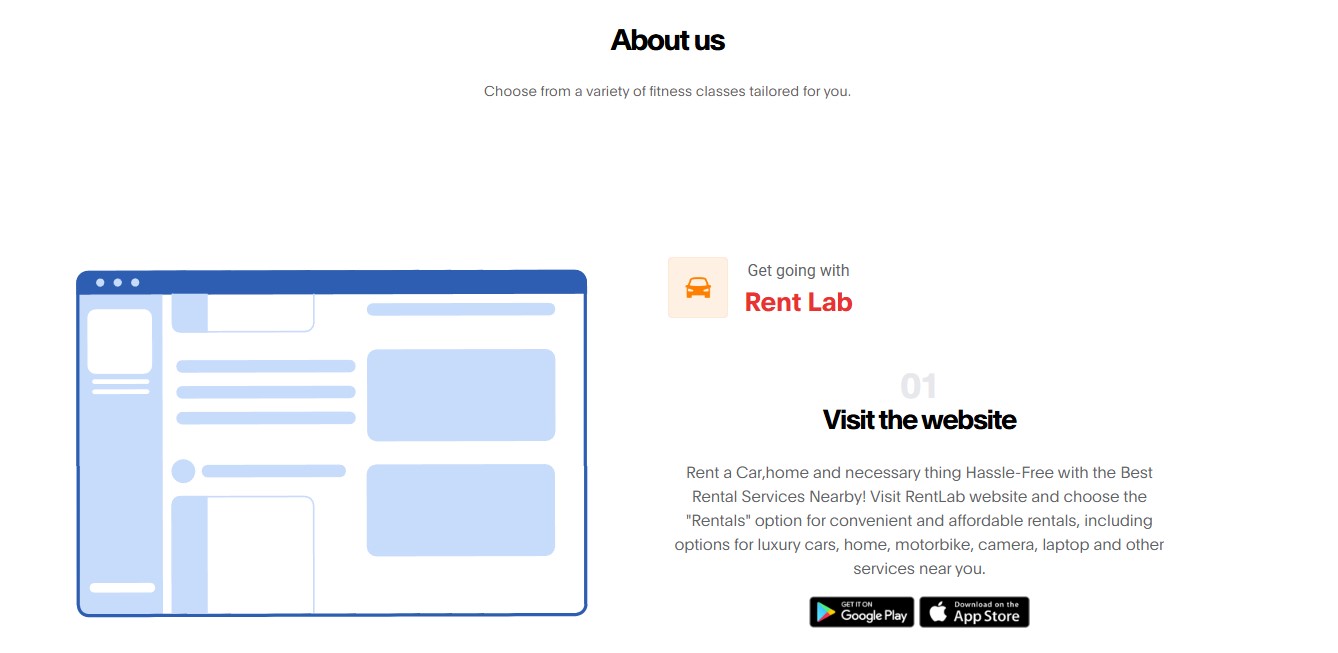 About us
Choose from a variety of fitness classes tailored for you.
Get going with
Rent Lab
01
Visit the website
Rent a Car,home and necessary thing Hassle-Free with the Best
Rental Services Nearby! Visit RentLab website and choose the
"Rentals" option for convenient and affordable rentals, including
options for luxury cars, home, motorbike, camera, laptop and other
services near you.
GET IT ON
Google Play
Download on the
App Store